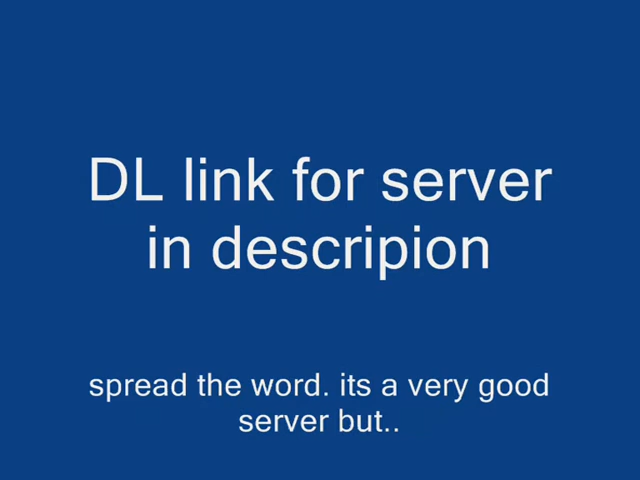 DL link for server
in descripion
spread the word. its a very good
server but..